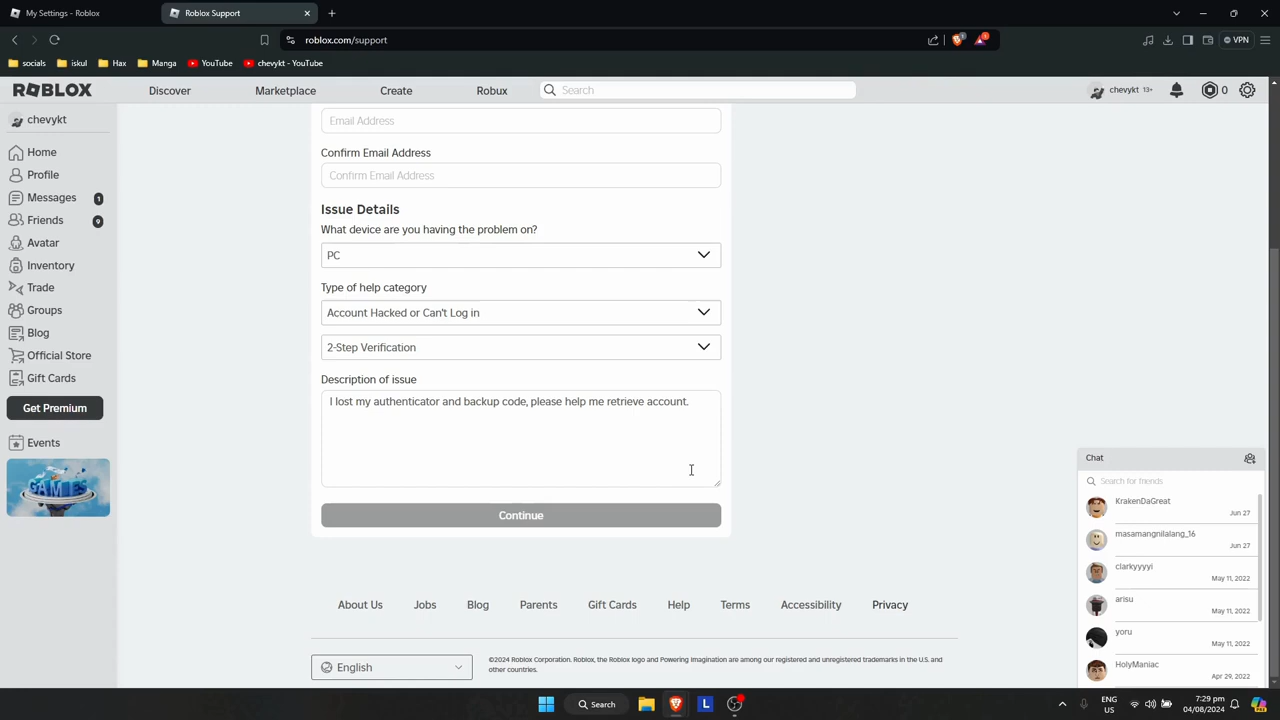 My Settings - Roblox
Roblox Support
roblox.com/support
VPN
socials
iskul
Hax
Manga
YouTube
chevykt - YouTube
ROBLOX
Discover
Marketplace
Create
Robux
Search
chevykt 13+
0
chevykt
Home
Profile
Messages 1
Friends 9
Avatar
Inventory
Trade
Groups
Blog
Official Store
Gift Cards
Get Premium
Events
GAMES
Email Address
Confirm Email Address
Confirm Email Address
Issue Details
What device are you having the problem on?
PC
Type of help category
Account Hacked or Can't Log in
2-Step Verification
Description of issue
I lost my authenticator and backup code, please help me retrieve account.
Continue
About Us Jobs Blog Parents Gift Cards Help Terms Accessibility Privacy
English
©2024 Roblox Corporation. Roblox, the Roblox logo and Powering Imagination are among our registered and unregistered trademarks in the U.S. and
other countries.
Chat
Search for friends
KrakenDaGreat
Jun 27
masamangnilalang_16
Jun 27
clarkyyyyi
May 11, 2022
arisu
May 11, 2022
yoru
May 11, 2022
HolyManiac
Apr 29, 2022
Search
L
ENG
US
7:29 pm
04/08/2024